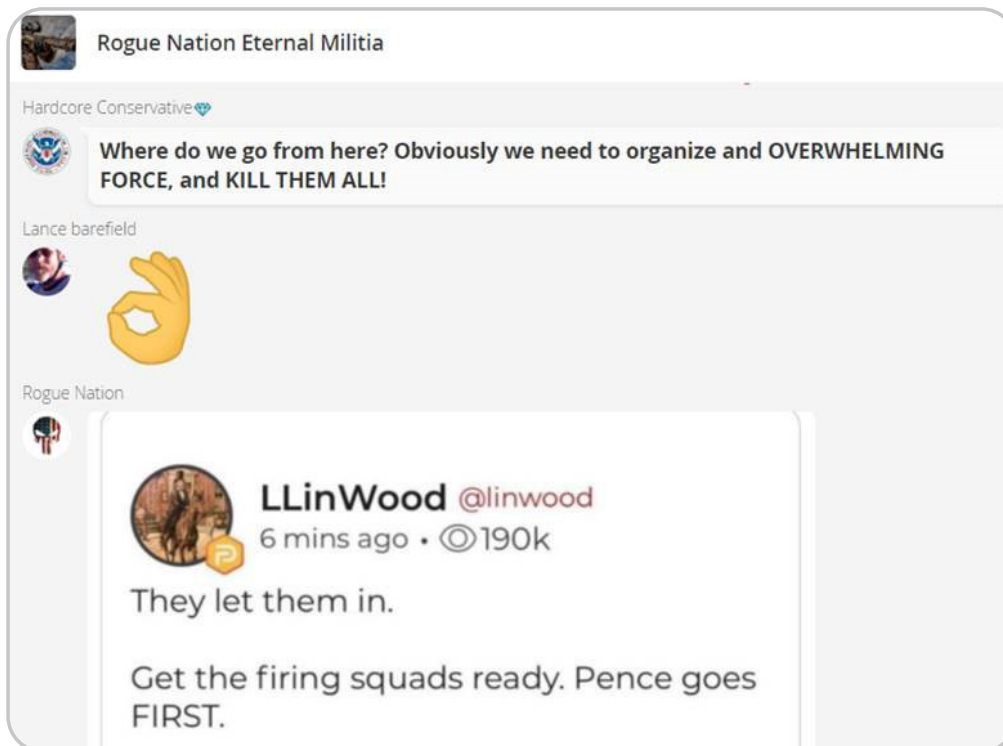 Rogue Nation Eternal Militia
Hardcore Conservative💎
Where do we go from here? Obviously we need to organize and OVERWHELMING
FORCE, and KILL THEM ALL!
Lance barefield
👌
Rogue Nation
LLinWood @linwood
6 mins ago • 190k
They let them in.
Get the firing squads ready. Pence goes
FIRST.